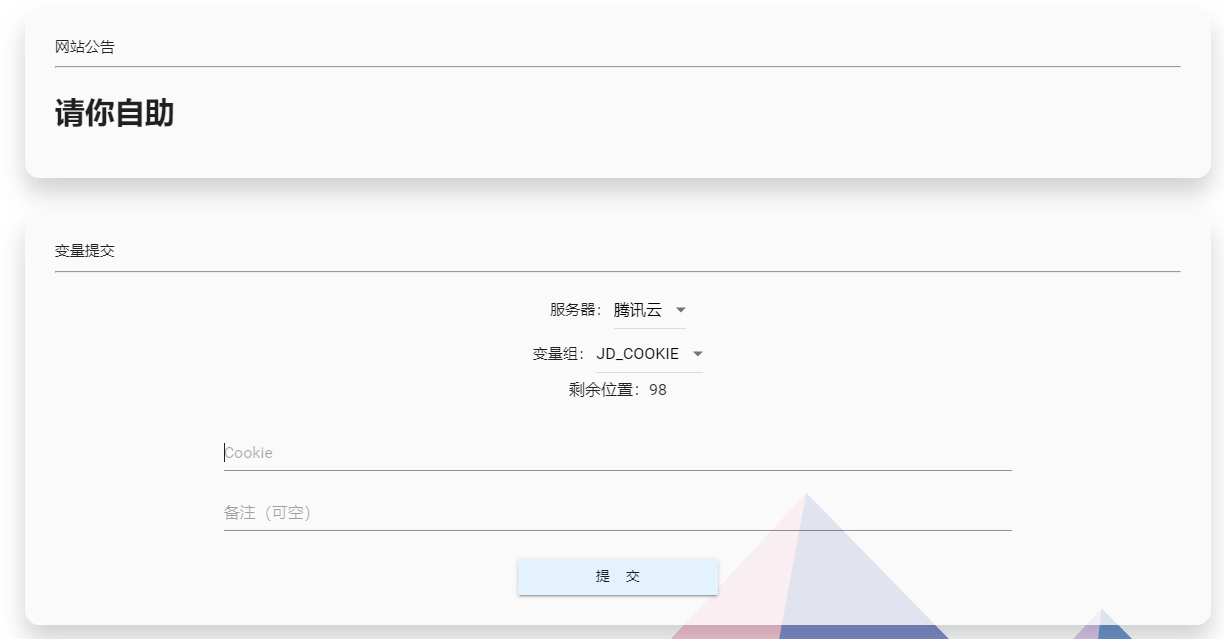 网站公告
请你自助
变量提交
服务器： 腾讯云
变量组： JD_COOKIE
剩余位置：98
Cookie
备注（可空）
提 交